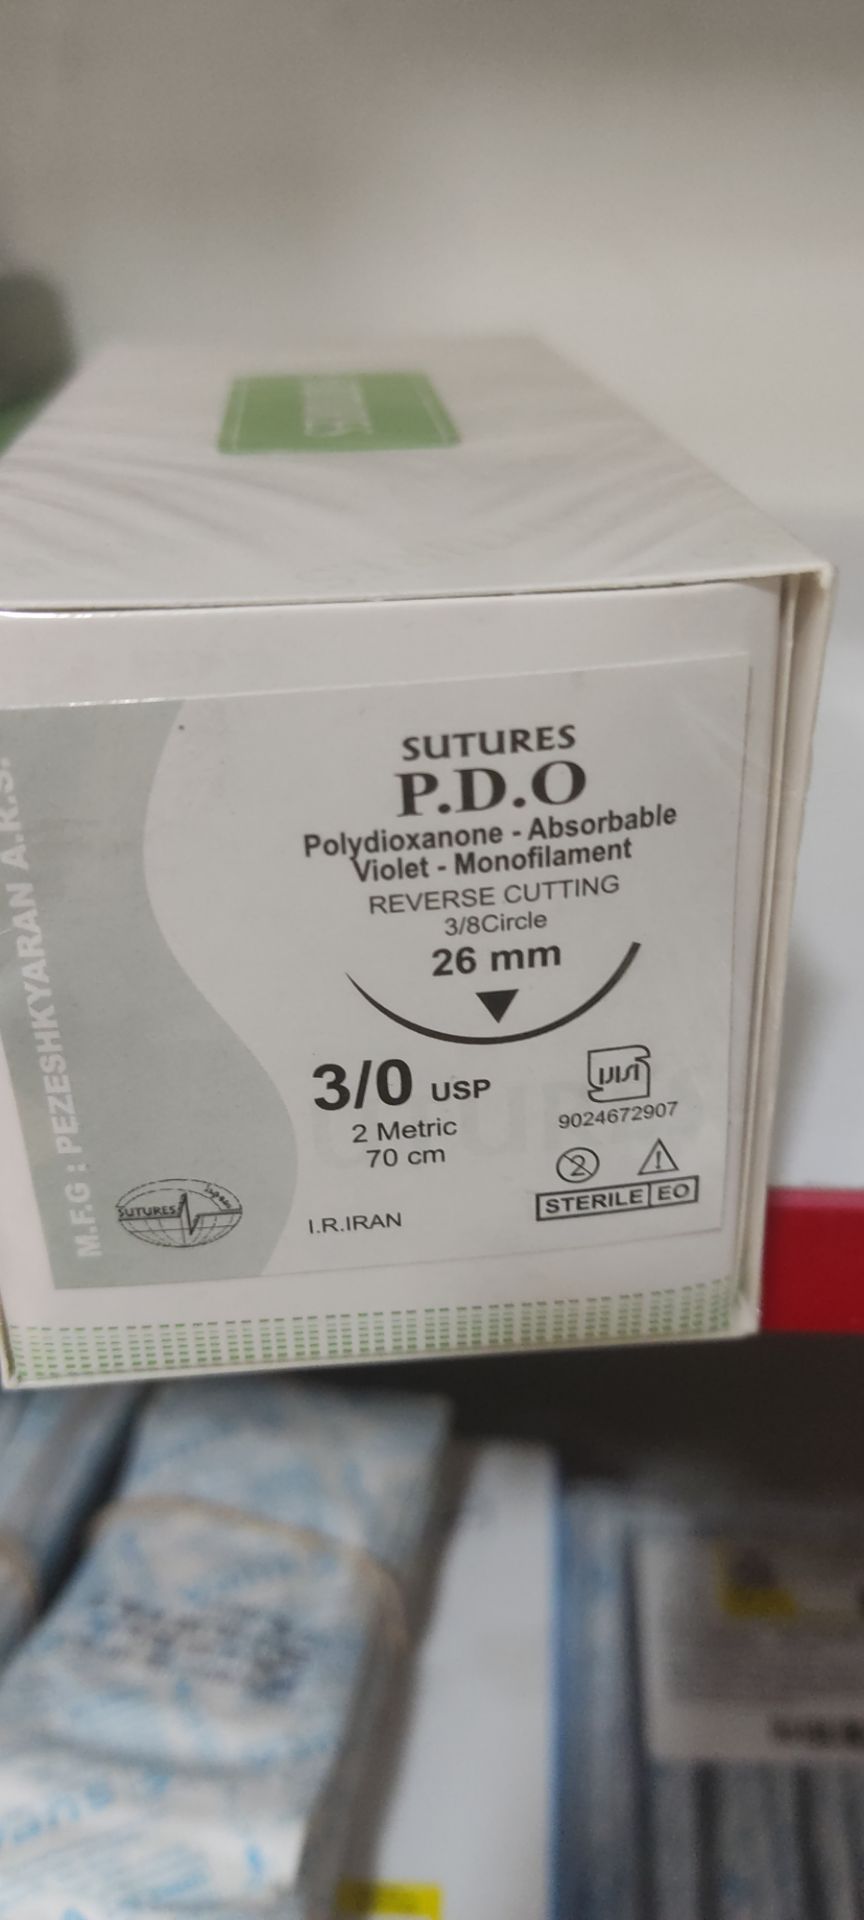 SUTURES
P.D.O
Polydioxanone - Absorbable
Violet - Monofilament
REVERSE CUTTING
3/8Circle
26 mm
3/0 USP
2 Metric
70 cm
9024672907
2
STERILE EO
I.R.IRAN
SUTURES
M.F.G : PEZESHKYARAN A.R.S.